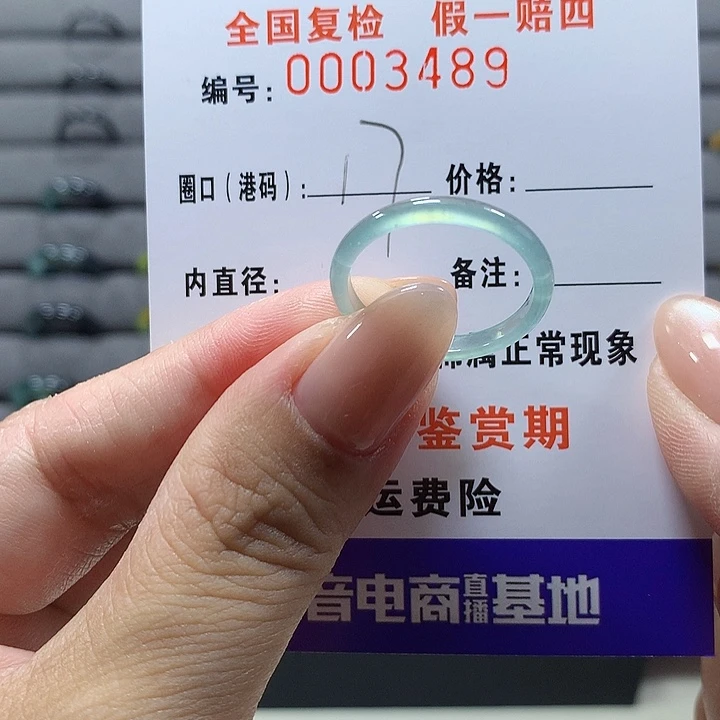 全国复检 假一赔四
编号: 0003489
圈口(港码): 17 价格:
内直径: 备注:
属正常现象
鉴赏期
运费险
音电商直播基地